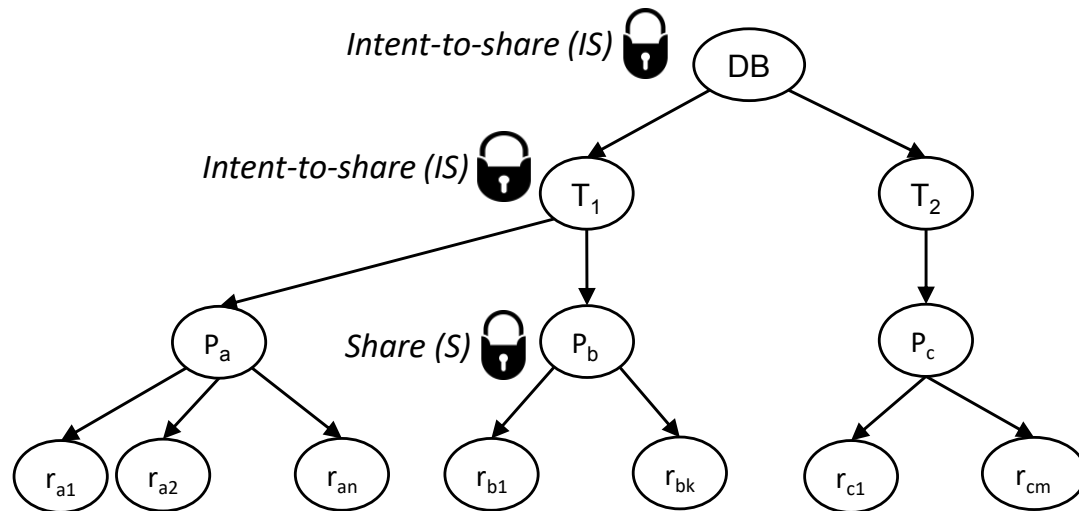 Intent-to-share (IS)
DB
Intent-to-share (IS)
T1
T2
Pa
Share (S)
Pb
Pc
ra1
ra2
ran
rb1
rbk
rc1
rcm